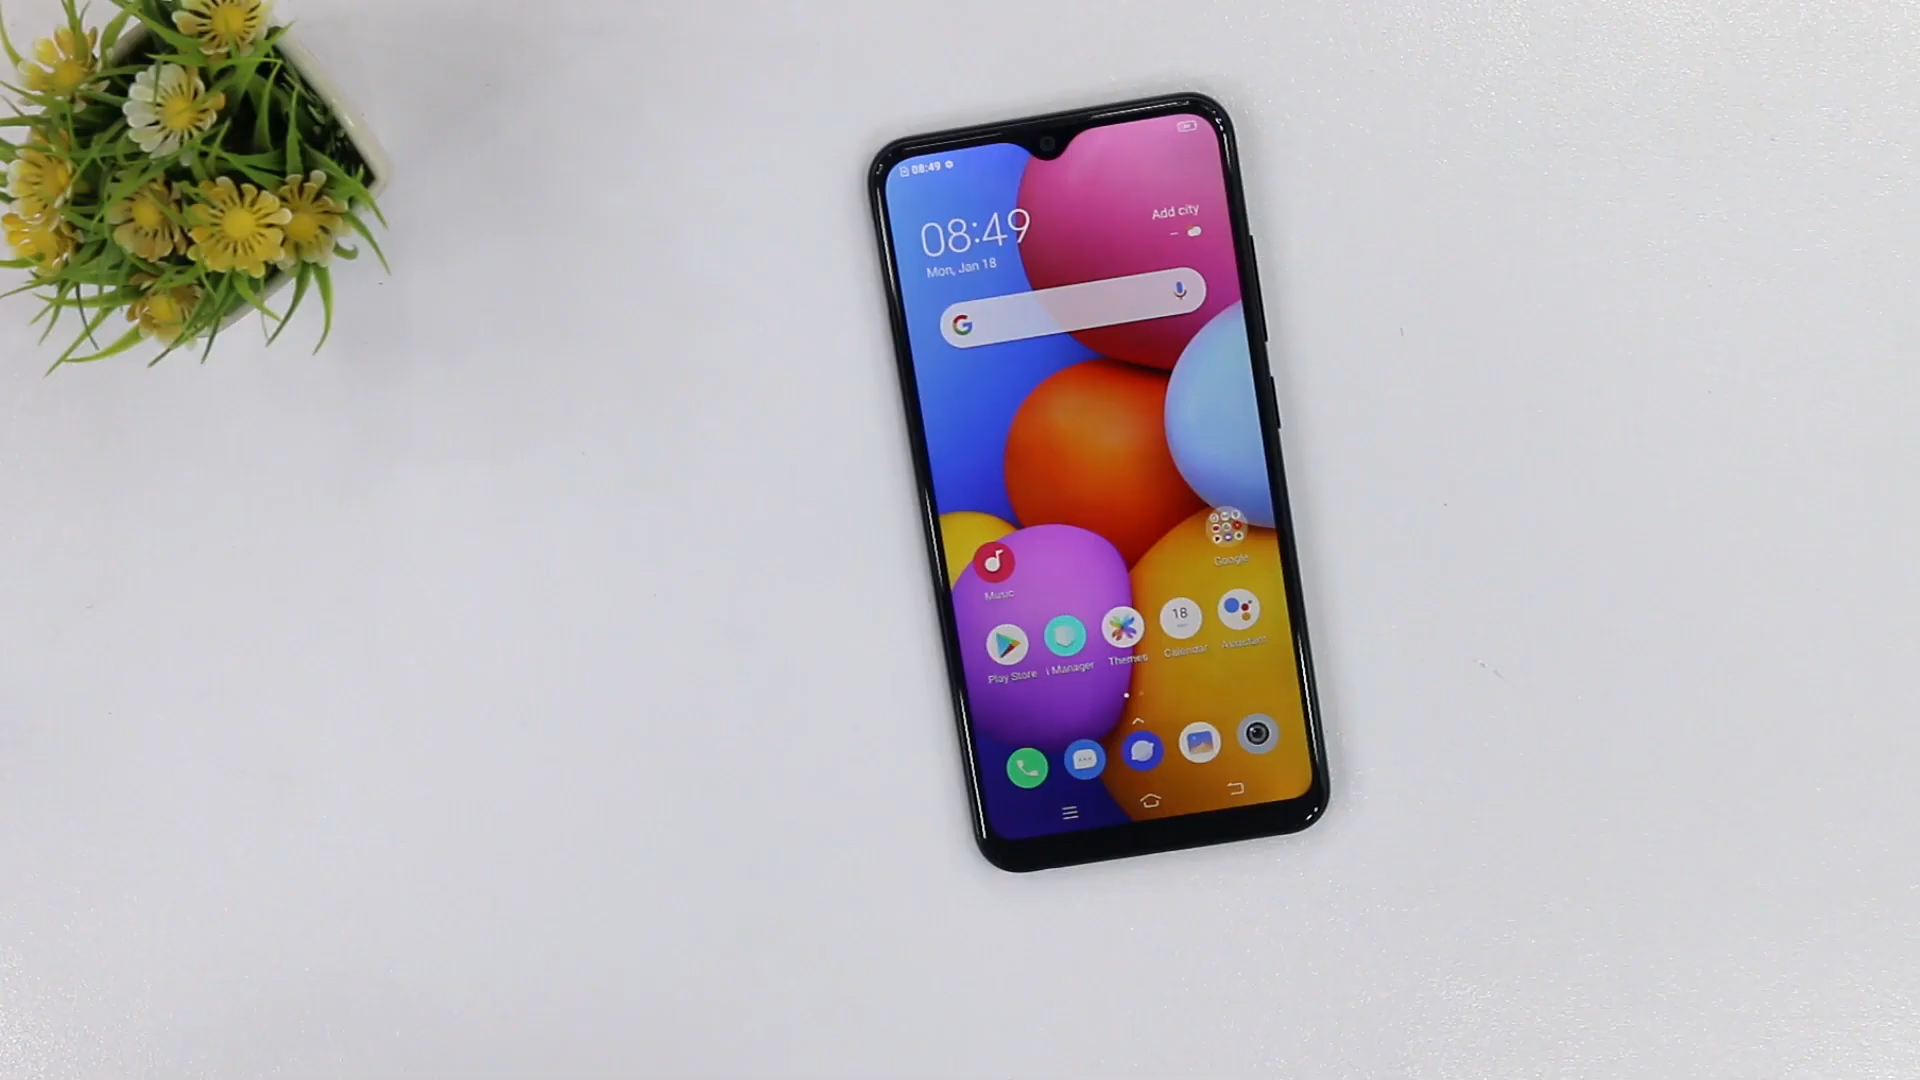 08:49
08:49
Mon, Jan 18
Add city
G
Google
Music
18
Play Store
i Manager
Themes
Calendar
Assistant